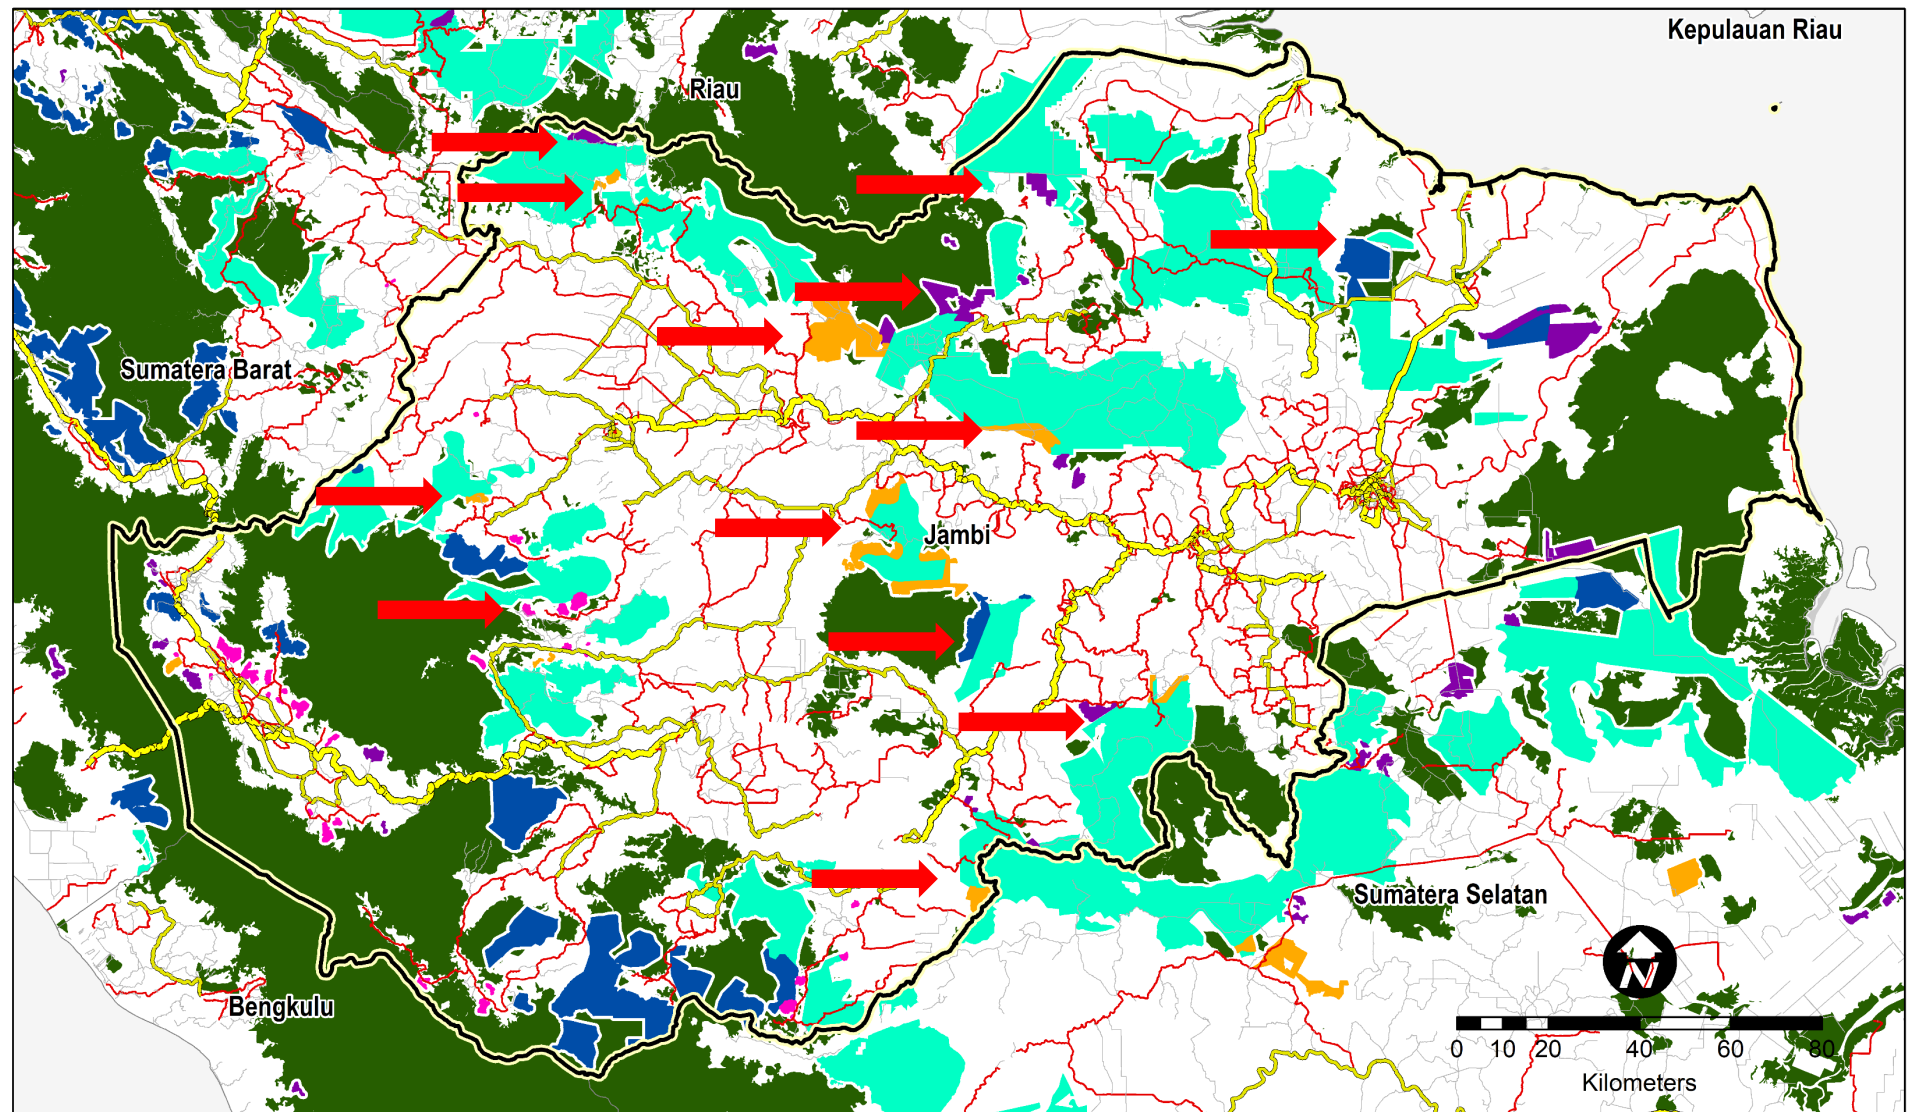 Kepulauan Riau
Riau
Sumatera Barat
Jambi
Sumatera Selatan
Bengkulu
N
0 10 20 40 60 80
Kilometers